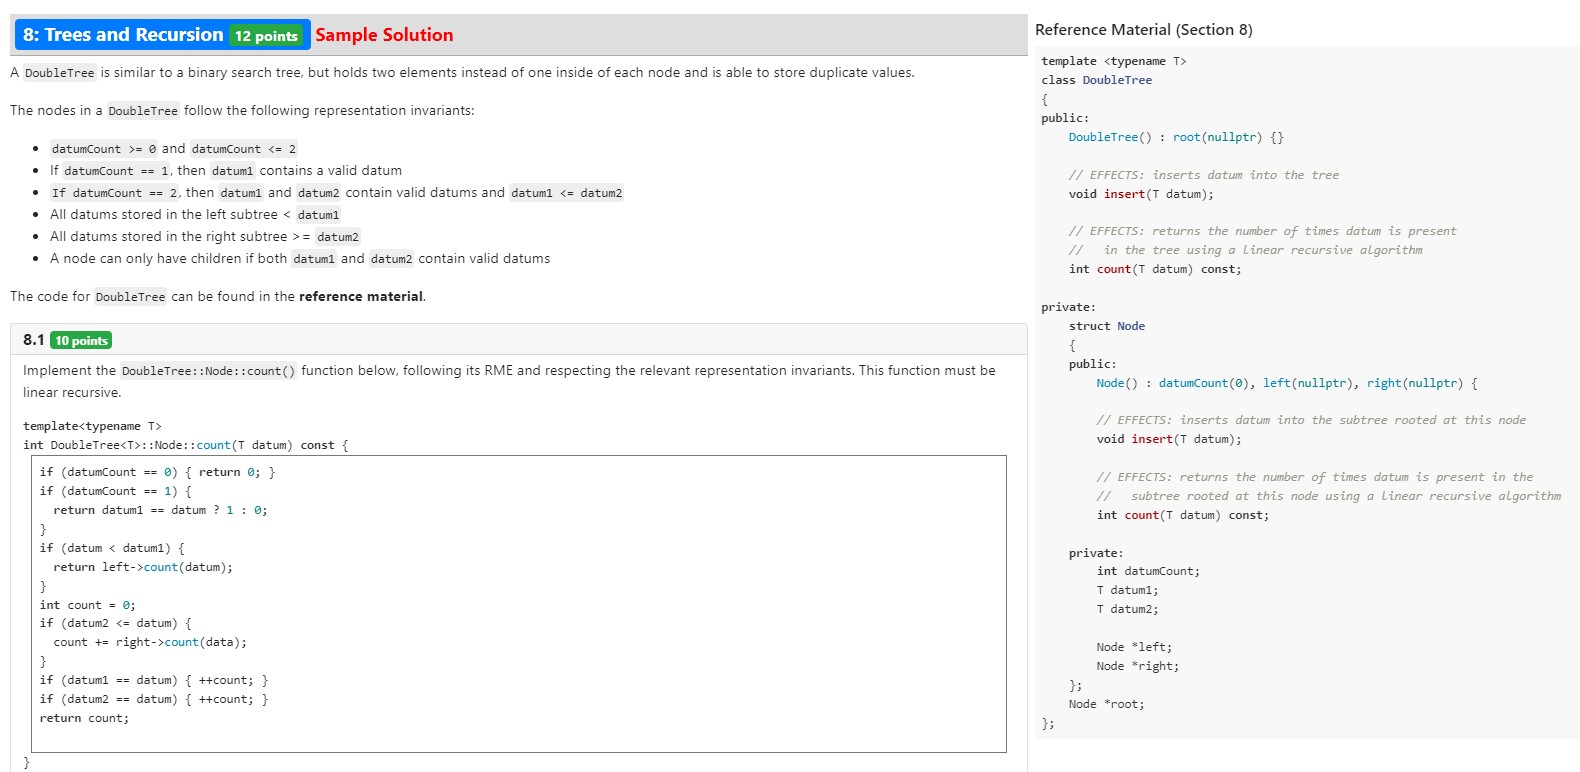 8: Trees and Recursion 12 points Sample Solution
A DoubleTree is similar to a binary search tree, but holds two elements instead of one inside of each node and is able to store duplicate values.
The nodes in a DoubleTree follow the following representation invariants:
• datumCount >= 0 and datumCount <= 2
• If datumCount == 1, then datum1 contains a valid datum
• If datumCount == 2, then datum1 and datum2 contain valid datums and datum1 <= datum2
• All datums stored in the left subtree < datum1
• All datums stored in the right subtree >= datum2
• A node can only have children if both datum1 and datum2 contain valid datums
The code for DoubleTree can be found in the reference material.
8.1 10 points
Implement the DoubleTree::Node::count() function below, following its RME and respecting the relevant representation invariants. This function must be
linear recursive.
template<typename T>
int DoubleTree<T>::Node::count(T datum) const {
if (datumCount == 0) { return 0; }
if (datumCount == 1) {
return datum1 == datum ? 1 : 0;
}
if (datum < datum1) {
return left->count(datum);
}
int count = 0;
if (datum2 <= datum) {
count += right->count(data);
}
if (datum1 == datum) { ++count; }
if (datum2 == datum) { ++count; }
return count;
}
Reference Material (Section 8)
template <typename T>
class DoubleTree
{
public:
DoubleTree() : root(nullptr) {}
// EFFECTS: inserts datum into the tree
void insert(T datum);
// EFFECTS: returns the number of times datum is present
// in the tree using a linear recursive algorithm
int count(T datum) const;
private:
struct Node
{
public:
Node() : datumCount(0), left(nullptr), right(nullptr) {
// EFFECTS: inserts datum into the subtree rooted at this node
void insert(T datum);
// EFFECTS: returns the number of times datum is present in the
// subtree rooted at this node using a linear recursive algorithm
int count(T datum) const;
private:
int datumCount;
T datum1;
T datum2;
Node *left;
Node *right;
};
Node *root;
};